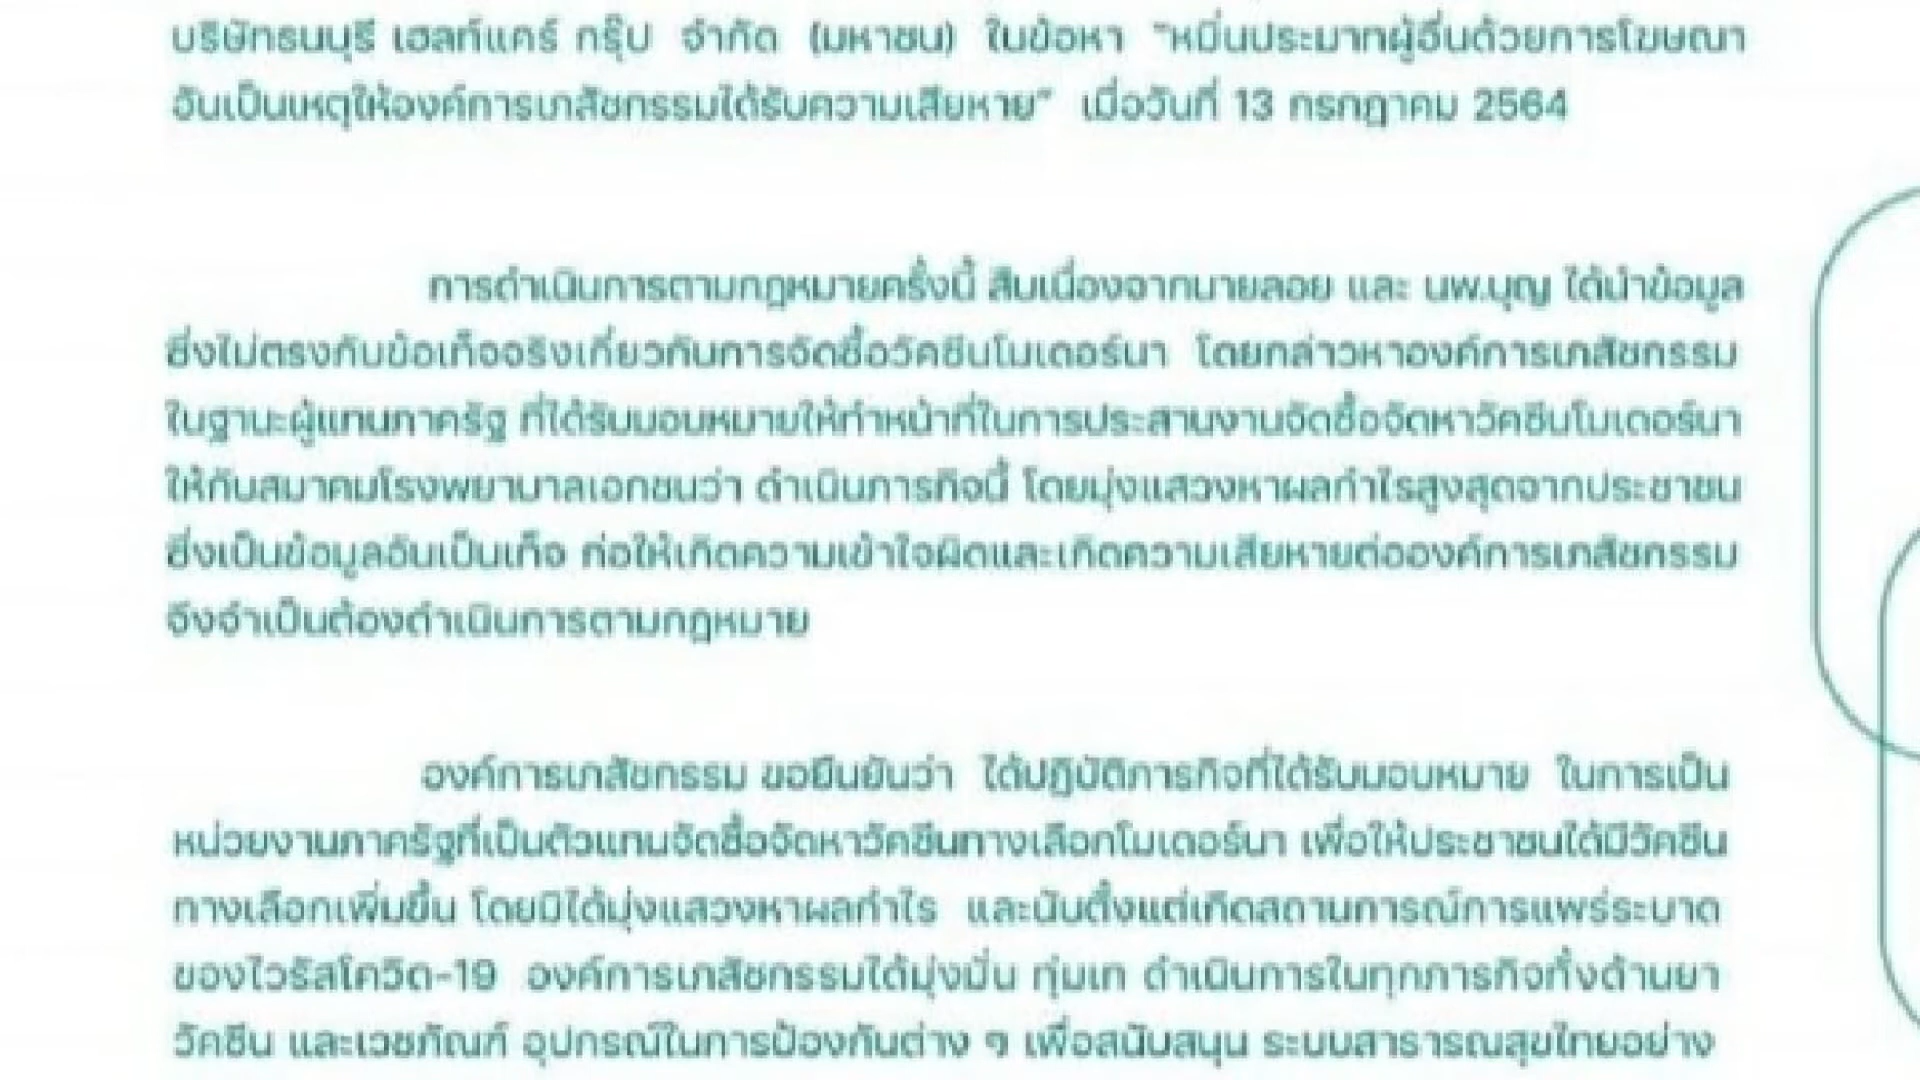 บริษัทธนบุรี เฮลท์แคร์ กรุ๊ป จำกัด (มหาชน) ในข้อหา “หมิ่นประมาทผู้อื่นด้วยการโฆษณา
อันเป็นเหตุให้องค์การเภสัชกรรมได้รับความเสียหาย” เมื่อวันที่ 13 กรกฎาคม 2564
การดำเนินการตามกฎหมายครั้งนี้ สืบเนื่องจากนายลอย และ นพ.บุญ ได้นำข้อมูล
ซึ่งไม่ตรงกับข้อเท็จจริงเกี่ยวกับการจัดซื้อวัคซีนโมเดอร์นา โดยกล่าวหาองค์การเภสัชกรรม
ในฐานะผู้แทนภาครัฐ ที่ได้รับมอบหมายให้ทำหน้าที่ในการประสานงานจัดซื้อจัดหาวัคซีนโมเดอร์นา
ให้กับสมาคมโรงพยาบาลเอกชนว่า ดำเนินภารกิจนี้ โดยมุ่งแสวงหาผลกำไรสูงสุดจากประชาชน
ซึ่งเป็นข้อมูลอันเป็นเท็จ ก่อให้เกิดความเข้าใจผิดและเกิดความเสียหายต่อองค์การเภสัชกรรม
จึงจำเป็นต้องดำเนินการตามกฎหมาย
องค์การเภสัชกรรม ขอยืนยันว่า ได้ปฏิบัติภารกิจที่ได้รับมอบหมาย ในการเป็น
หน่วยงานภาครัฐที่เป็นตัวแทนจัดซื้อจัดหาวัคซีนทางเลือกโมเดอร์นา เพื่อให้ประชาชนได้มีวัคซีน
ทางเลือกเพิ่มขึ้น โดยมิได้มุ่งแสวงหาผลกำไร และนับตั้งแต่เกิดสถานการณ์การแพร่ระบาด
ของไวรัสโควิด-19 องค์การเภสัชกรรมได้มุ่งมั่น ทุ่มเท ดำเนินการในทุกภารกิจทั้งด้านยา
วัคซีน และเวชภัณฑ์ อุปกรณ์ในการป้องกันต่าง ๆ เพื่อสนับสนุน ระบบสาธารณสุขไทยอย่าง